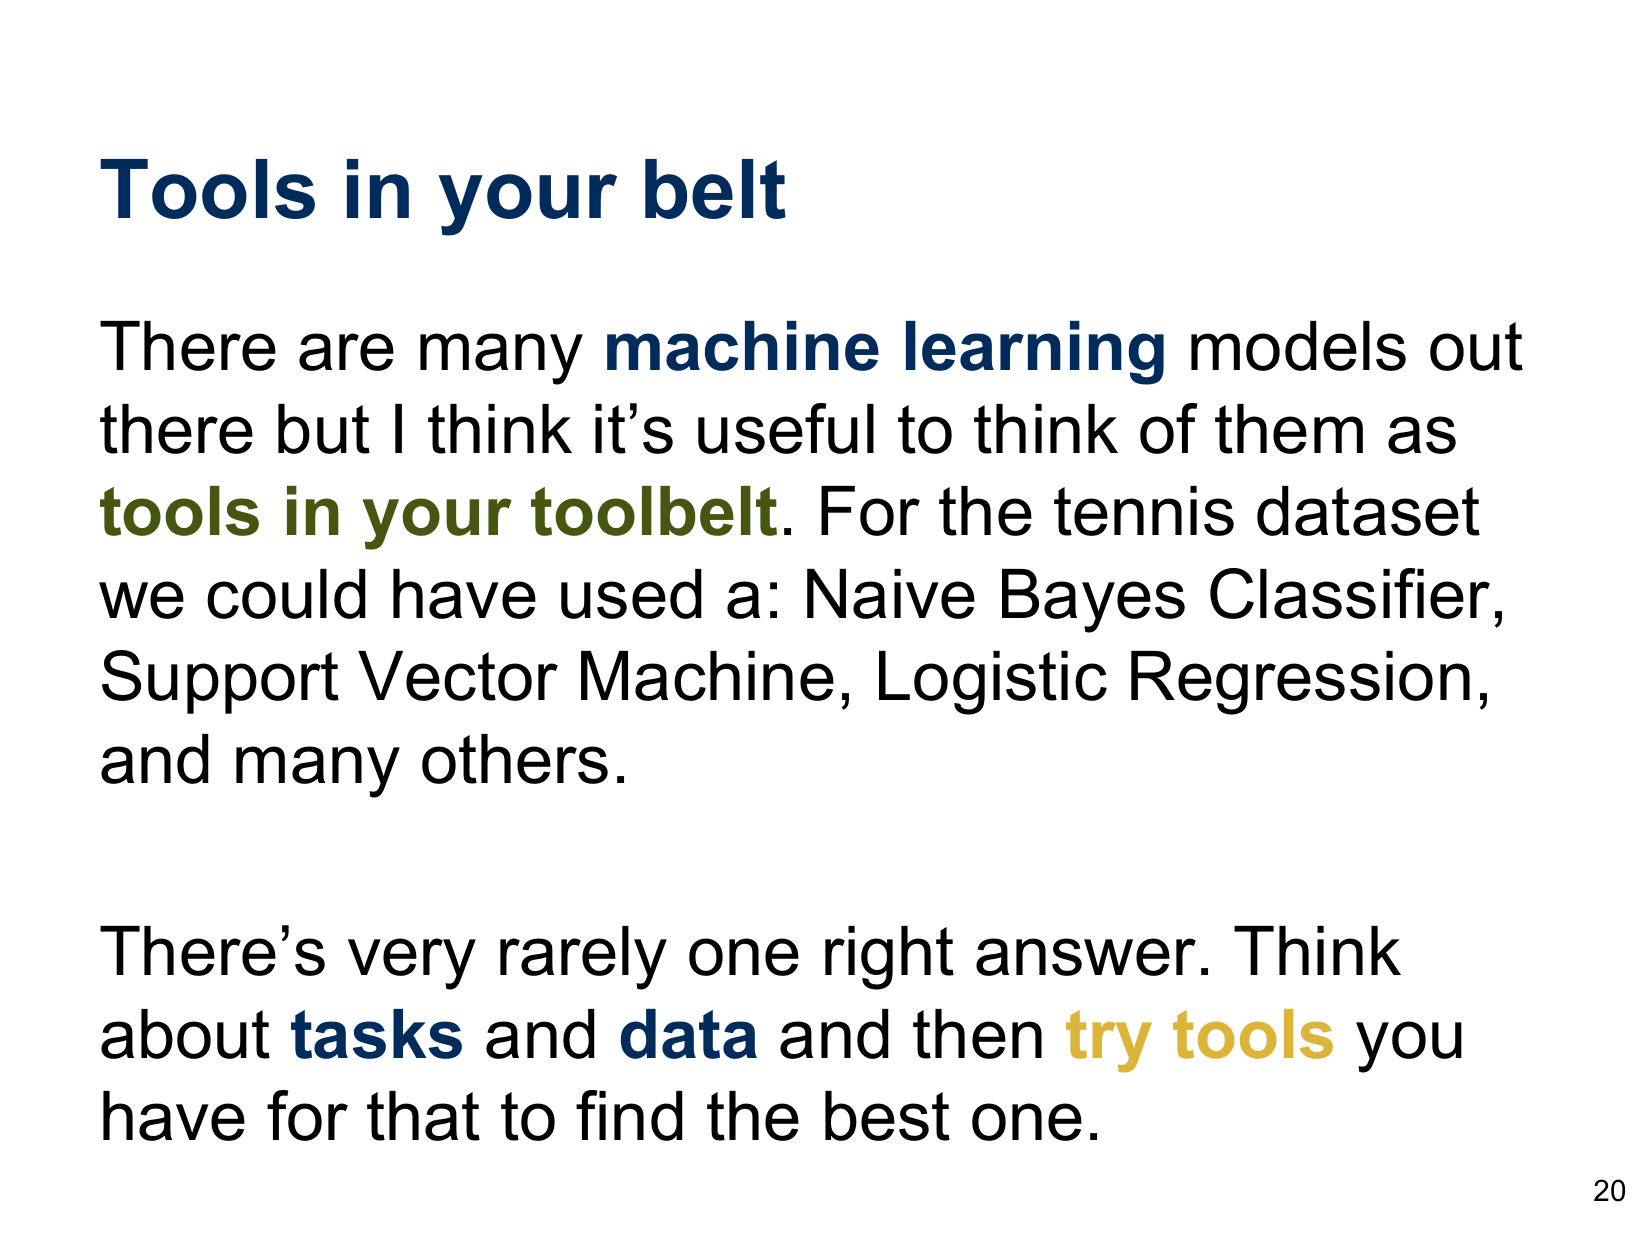 Tools in your belt
There are many machine learning models out
there but I think it’s useful to think of them as
tools in your toolbelt. For the tennis dataset
we could have used a: Naive Bayes Classifier,
Support Vector Machine, Logistic Regression,
and many others.
There’s very rarely one right answer. Think
about tasks and data and then try tools you
have for that to find the best one.
20